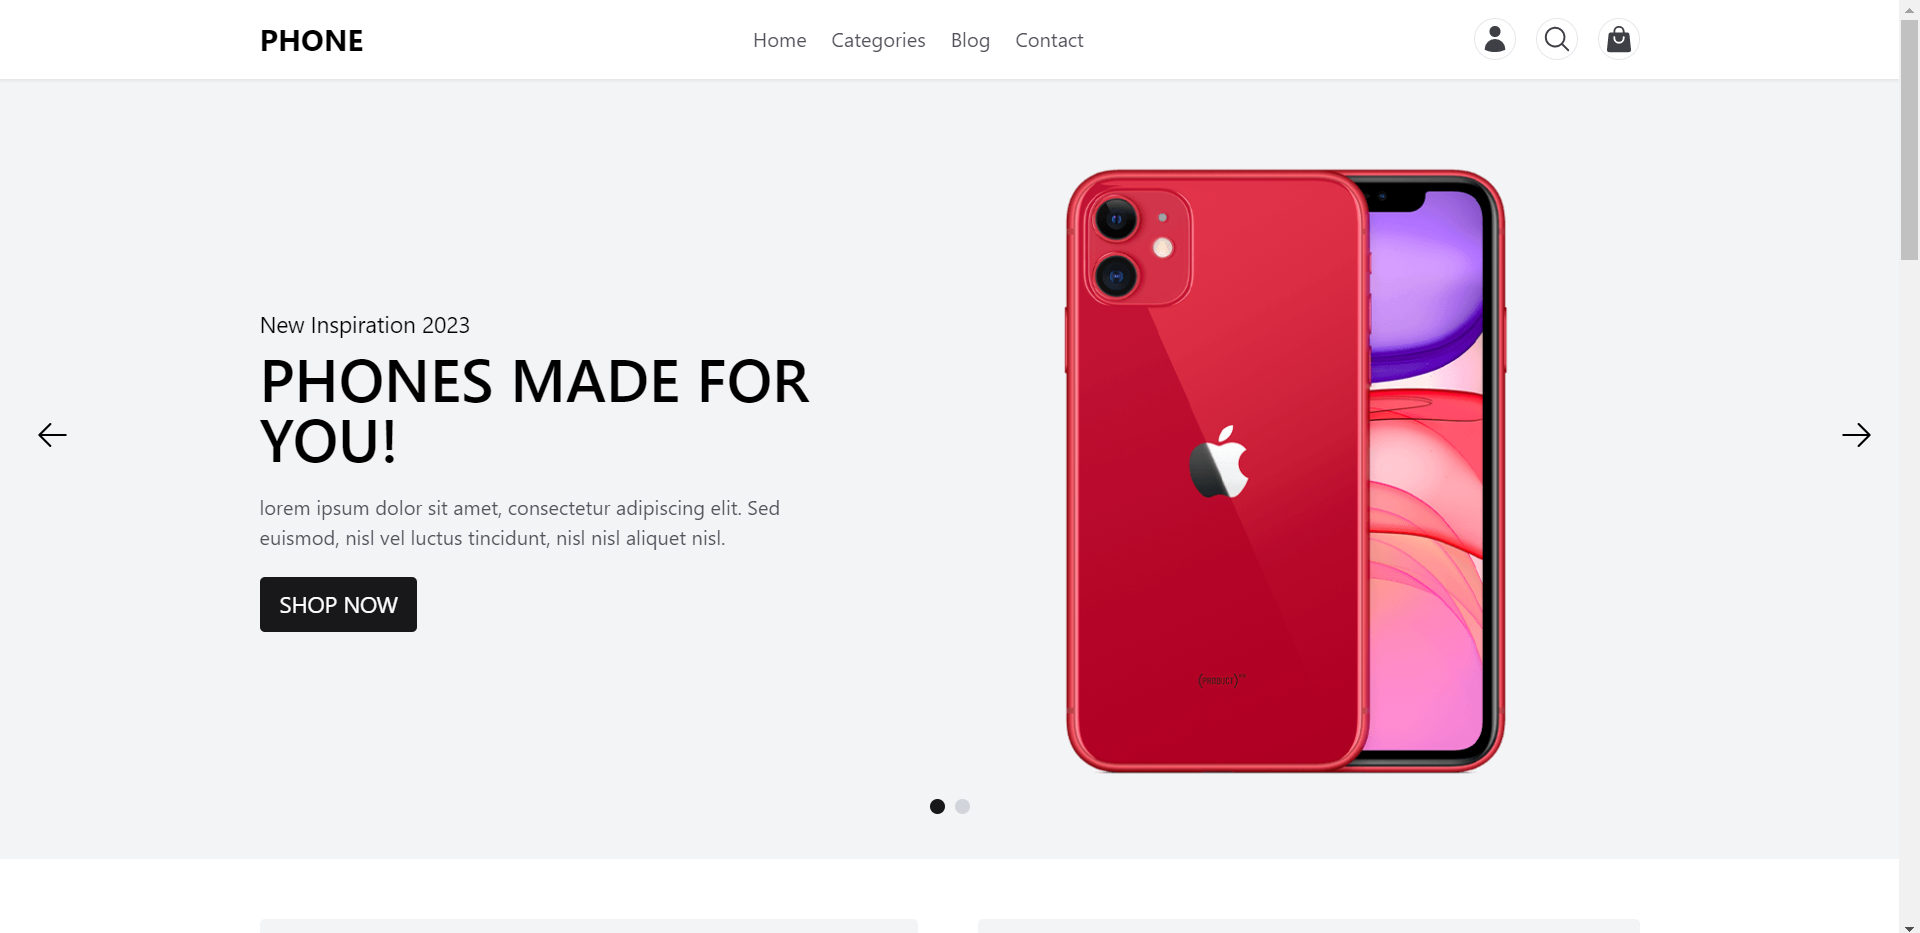 PHONE
Home Categories Blog Contact
New Inspiration 2023
PHONES MADE FOR
YOU!
lorem ipsum dolor sit amet, consectetur adipiscing elit. Sed
euismod, nisl vel luctus tincidunt, nisl nisl aliquet nisl.
SHOP NOW
(PRODUCT)